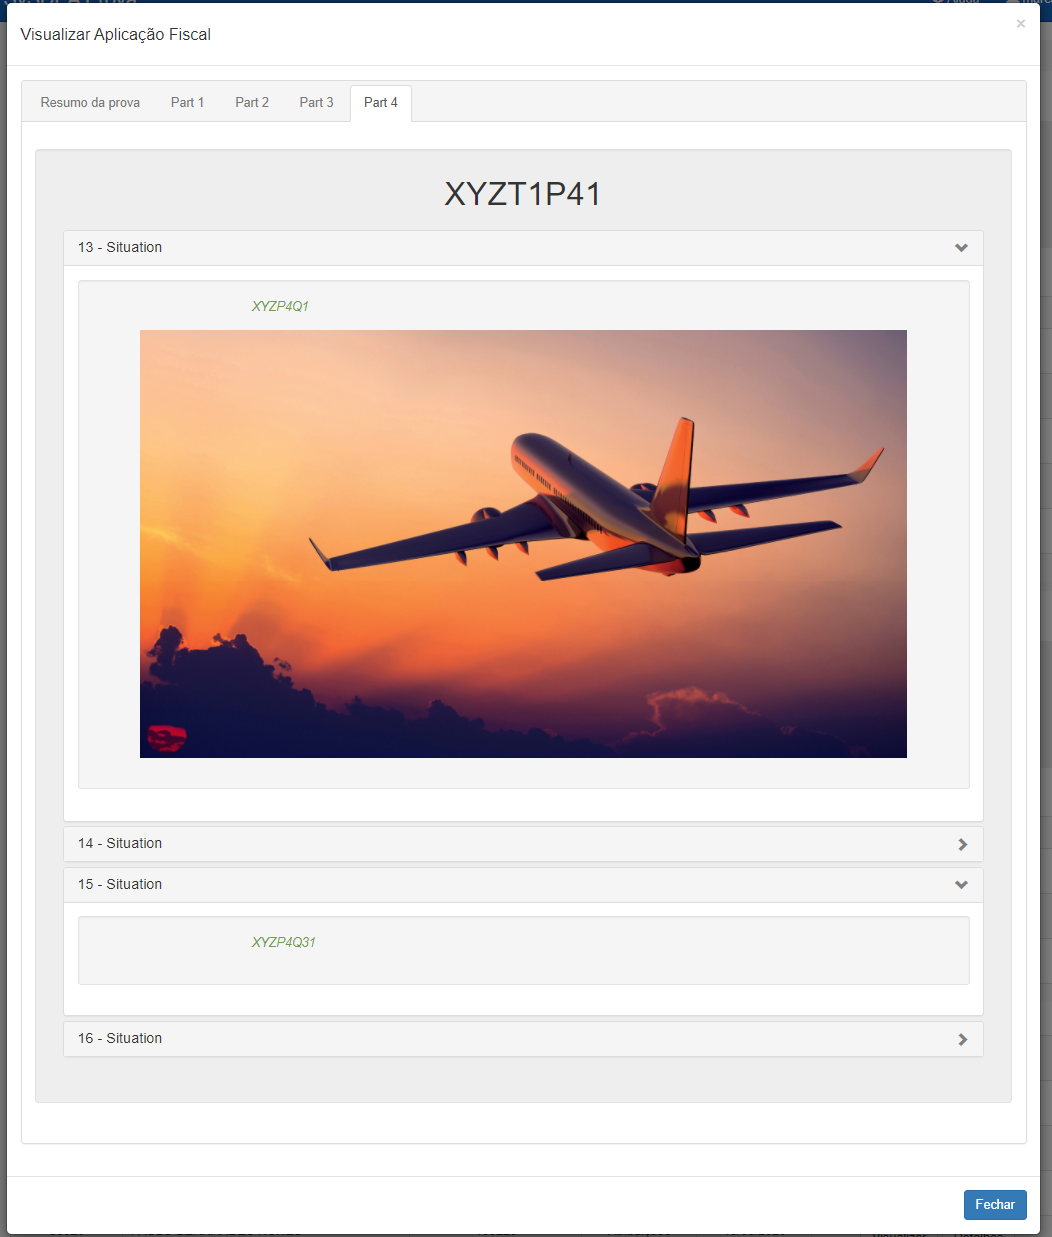 Visualizar Aplicação Fiscal
×
Resumo da prova Part 1 Part 2 Part 3 Part 4
XYZT1P41
13 - Situation
XYZP4Q1
14 - Situation
15 - Situation
XYZP4Q31
16 - Situation
Fechar